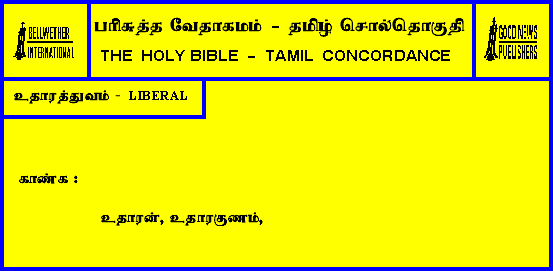 BELLWETHER
INTERNATIONAL
பரிசுத்த வேதாகமம் - தமிழ் சொல்தொகுதி
THE HOLY BIBLE - TAMIL CONCORDANCE
GOOD NEWS
PUBLISHERS
உதாரத்துவம் - LIBERAL
காண்க :
உதாரன், உதாரகுணம்,